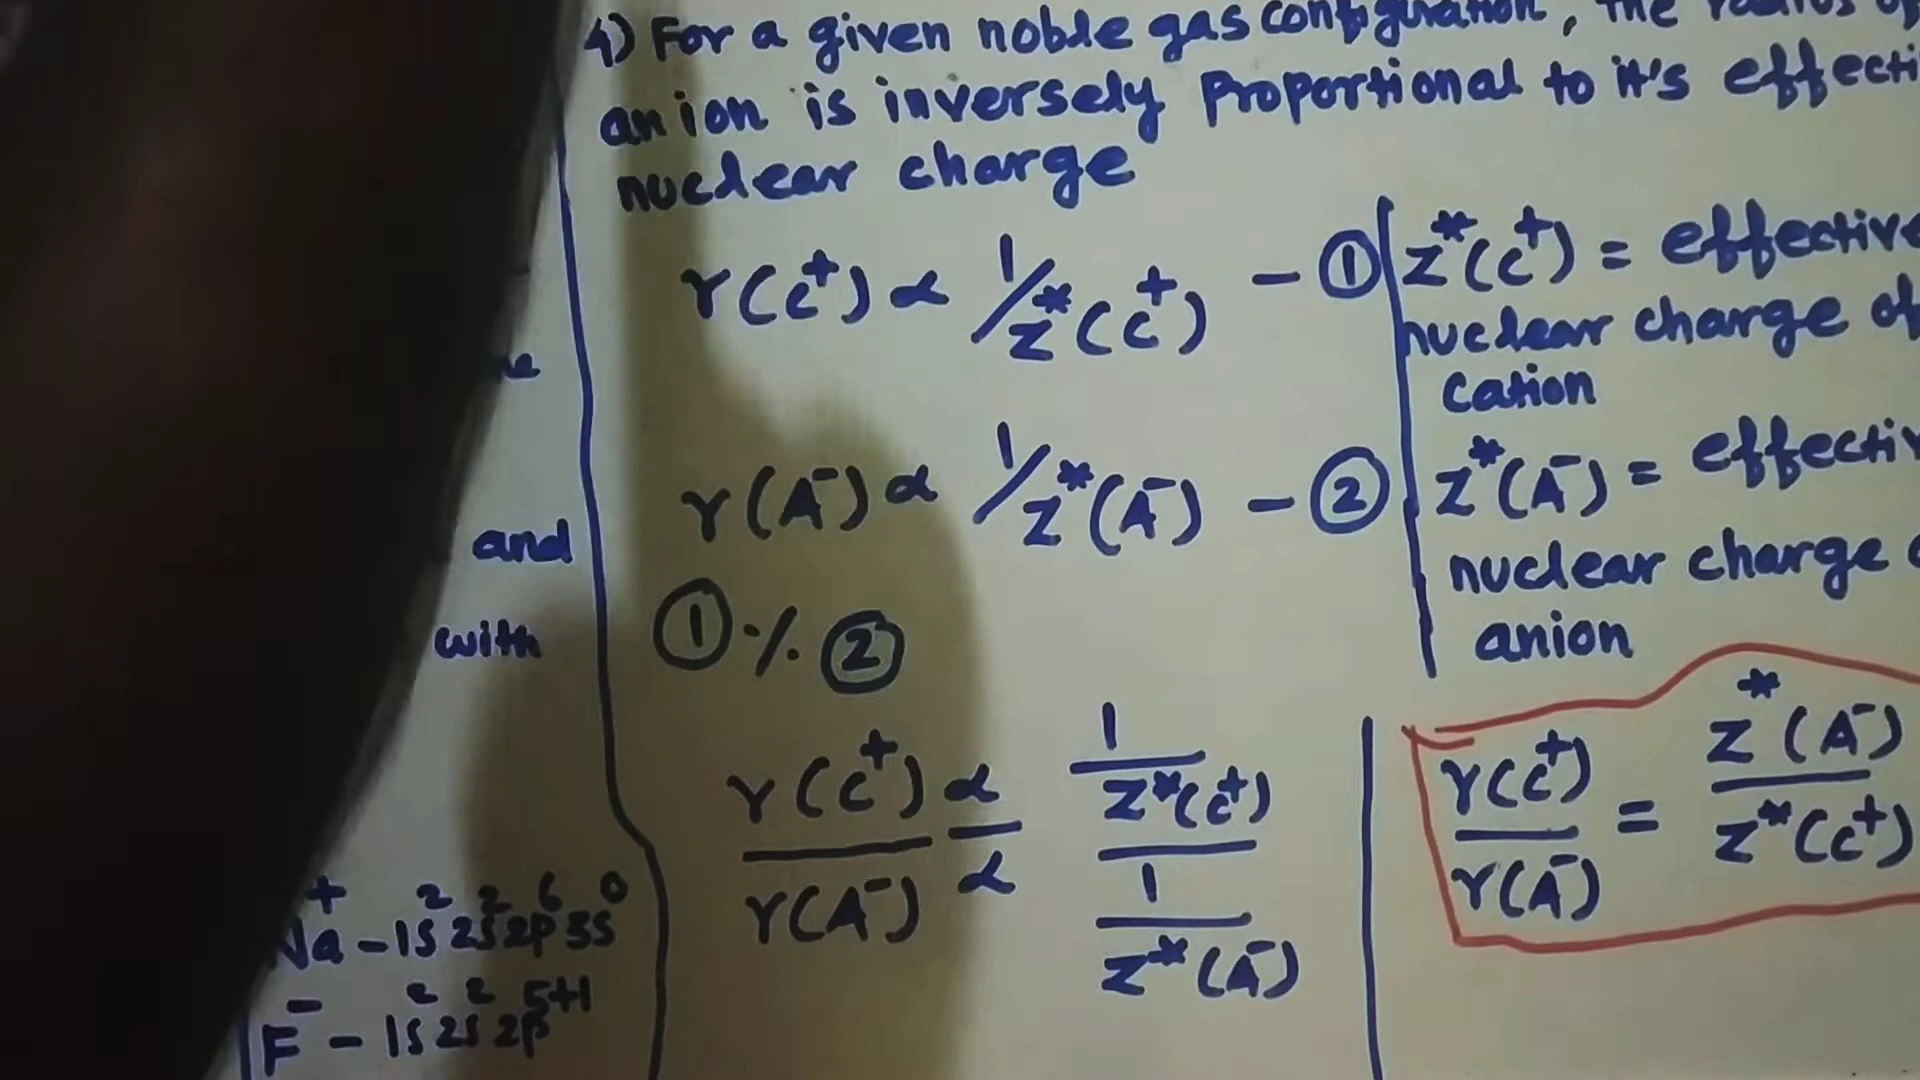 4) For a given noble gas configuration, the radius of
an ion is inversely proportional to it's effecti
nuclear charge
r(C⁺) α 1/Z*(C⁺) - ①
Z*(C⁺) = effective
nuclear charge of
cation
r(A⁻) α 1/Z*(A⁻) - ②
Z*(A⁻) = effectiv
nuclear charge
anion
and
with
① ·/. ②
r(C⁺)/r(A⁻) α/α 1/Z*(C⁺) / 1/Z*(A⁻)
r(C⁺)/r(A⁻) = Z*(A⁻)/Z*(C⁺)
Na⁺ - 1s² 2s² 2p⁶ 3s⁰
F⁻ - 1s² 2s² 2p⁵⁺¹